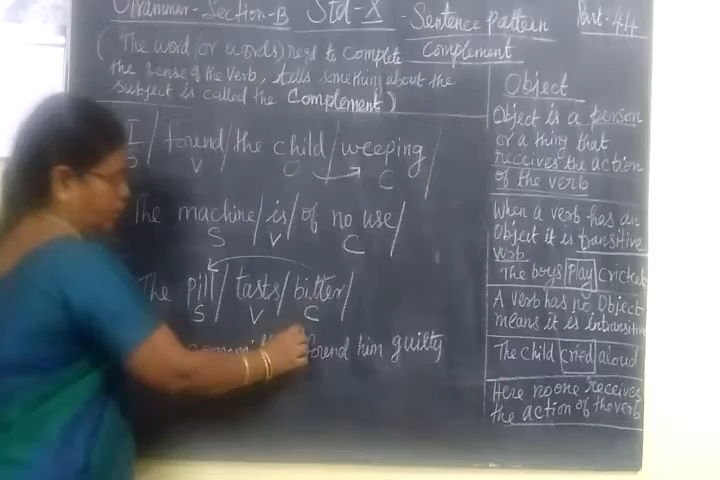 Grammar-Section-B Std-X - Sentence pattern Part-44
(The word (or words) reqd to complete Complement
the sense of the verb, tells something about the
subject is called the Complement)
I / found / the child / weeping /
S V O C
The machine / is / of no use /
S V C
The pill / tasts / bitter /
S V C
found him guilty
Object
Object is a person
or a thing that
receives the action
of the verb
When a verb has an
Object it is transitive
verb
The boys play cricket
A verb has no Object
means it is intransitive
The child cried aloud
Here no one receives
the action of the verb